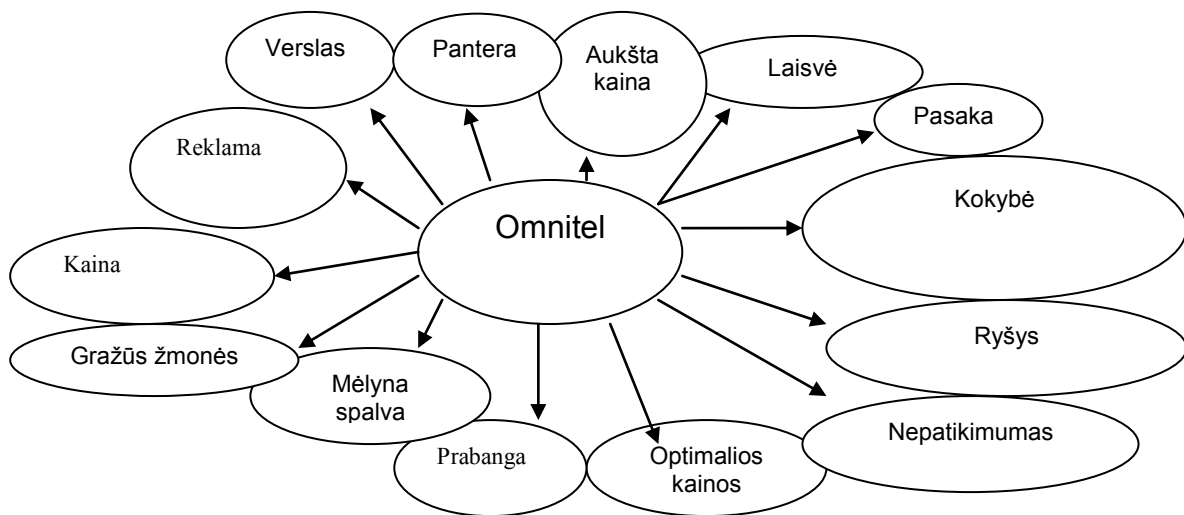 Verslas
Pantera
Aukšta
kaina
Laisvė
Pasaka
Reklama
Kokybė
Omnitel
Kaina
Ryšys
Gražūs žmonės
Mėlyna
spalva
Nepatikimumas
Prabanga
Optimalios
kainos